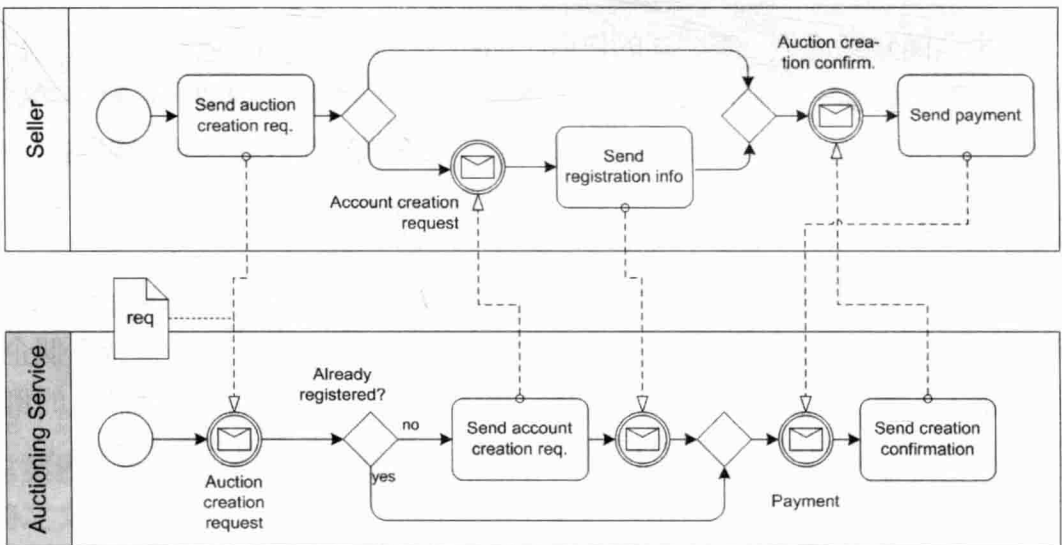 Seller
Auction crea-
tion confirm.
Send auction
creation req.
Send payment
Send
registration info
Account creation
request
req
Auctioning Service
Already
registered?
no
yes
Send account
creation req.
Send creation
confirmation
Auction
creation
request
Payment